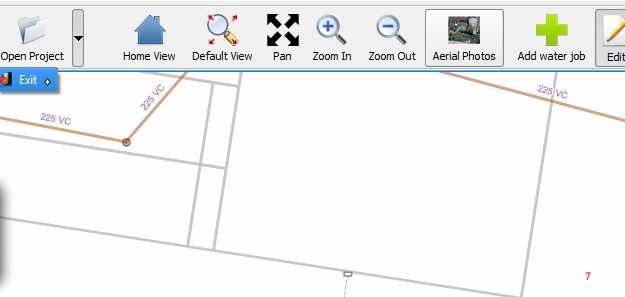 Open Project
Home View
Default View
Pan
Zoom In
Zoom Out
Aerial Photos
Add water job
Edit
Exit
225 VC
225 VC
225 VC
7